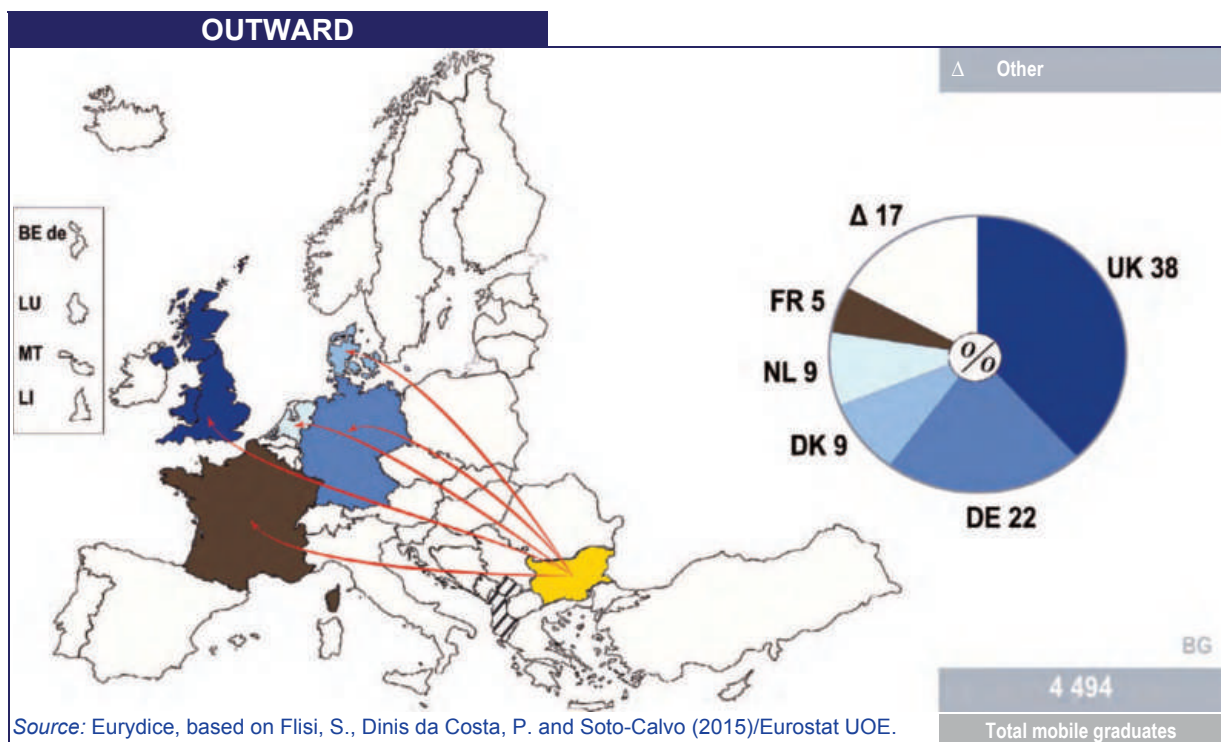 OUTWARD
Δ Other
BE de
LU
MT
LI
Δ 17
UK 38
FR 5
%
NL 9
DK 9
DE 22
BG
4 494
Total mobile graduates
Source: Eurydice, based on Flisi, S., Dinis da Costa, P. and Soto-Calvo (2015)/Eurostat UOE.